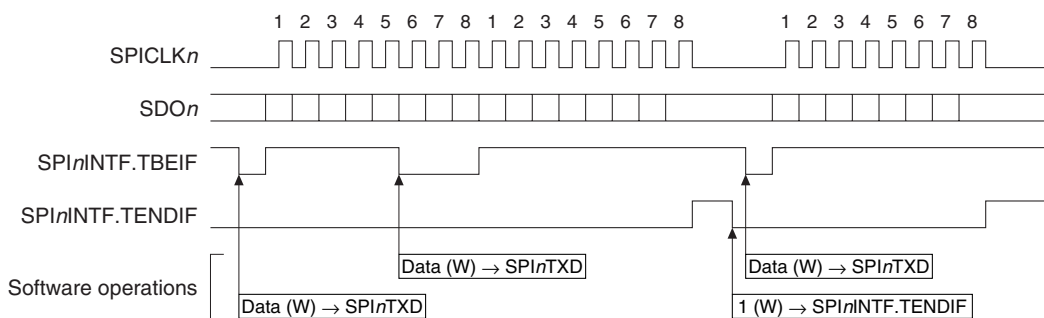 1 2 3 4 5 6 7 8 1 2 3 4 5 6 7 8 1 2 3 4 5 6 7 8
SPICLKn
SDOn
SPInINTF.TBEIF
SPInINTF.TENDIF
Software operations
Data (W) → SPInTXD
Data (W) → SPInTXD
Data (W) → SPInTXD
1 (W) → SPInINTF.TENDIF